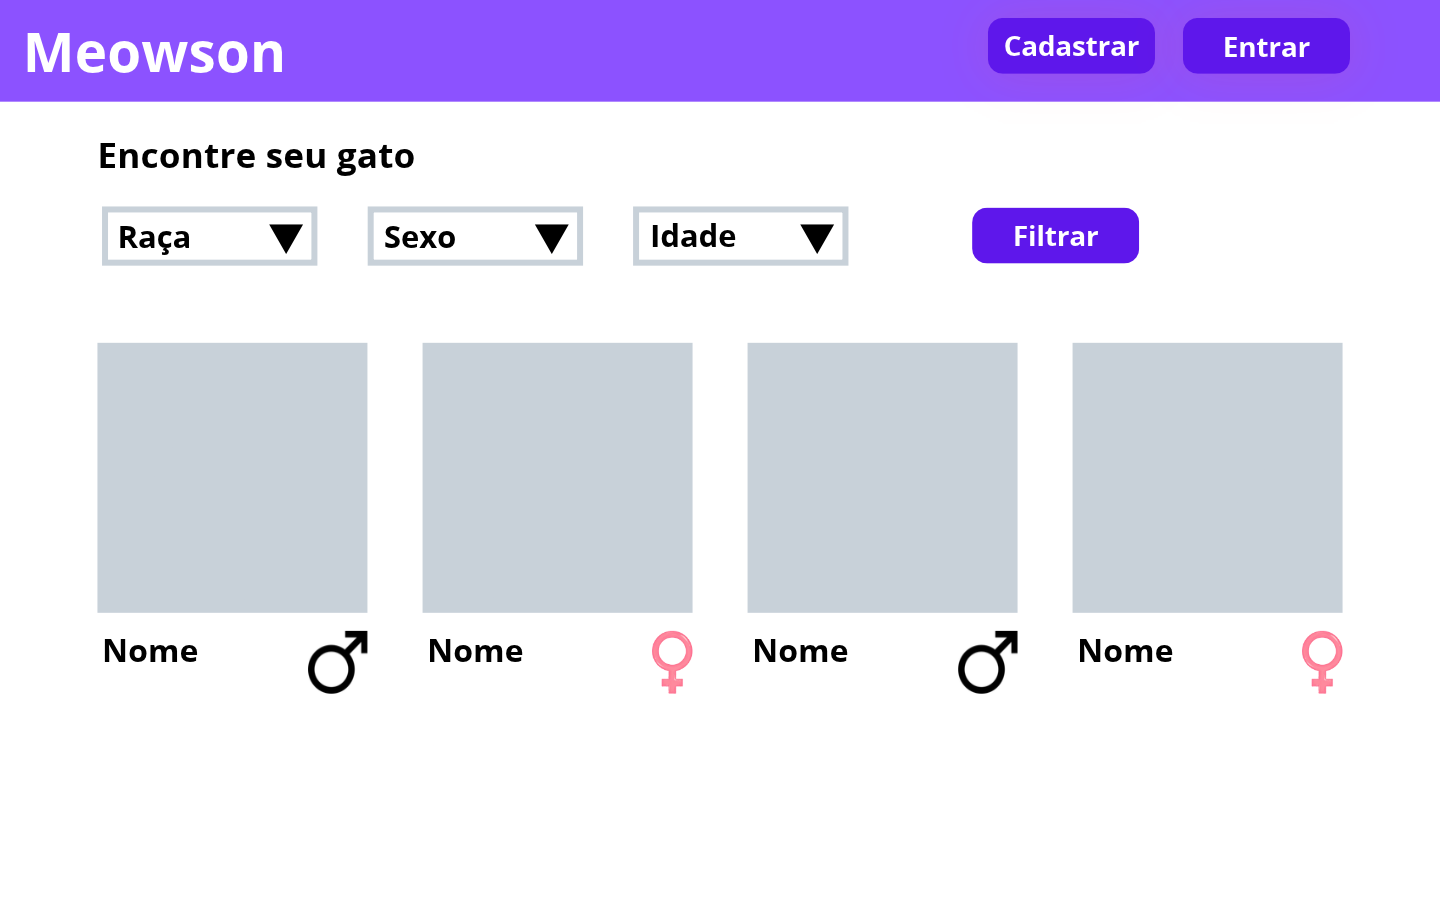 Meowson
Cadastrar
Entrar
Encontre seu gato
Raça
Sexo
Idade
Filtrar
Nome
Nome
Nome
Nome